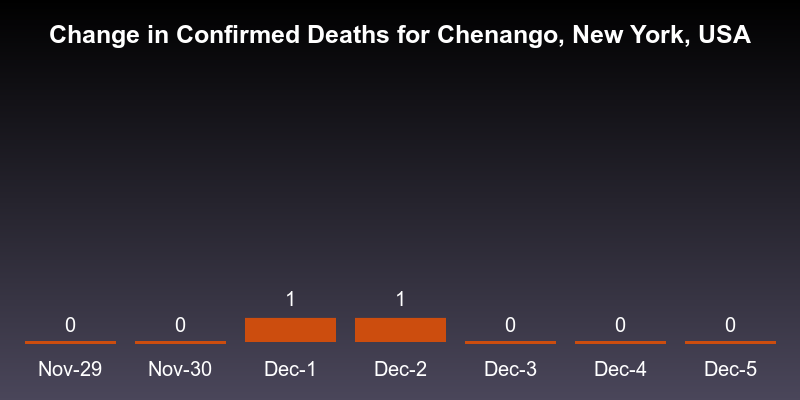 Change in Confirmed Deaths for Chenango, New York, USA
0 0 1 1 0 0 0
Nov-29 Nov-30 Dec-1 Dec-2 Dec-3 Dec-4 Dec-5